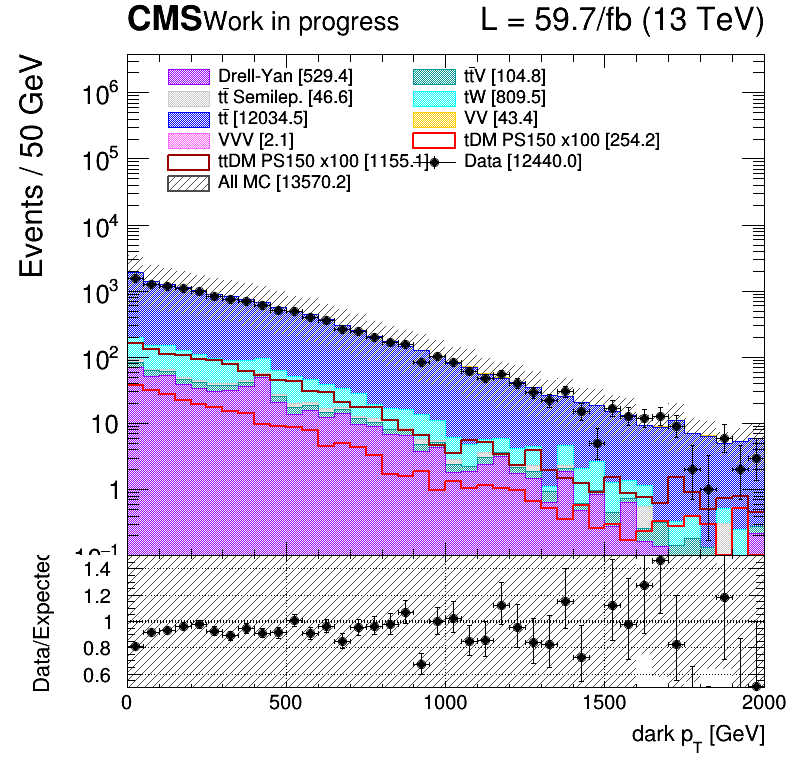 CMS Work in progress L = 59.7/fb (13 TeV)
Events / 50 GeV
Drell-Yan [529.4] tt̄V [104.8]
tt̄ Semilep. [46.6] tW [809.5]
tt̄ [12034.5] VV [43.4]
VVV [2.1] tDM PS150 x100 [254.2]
ttDM PS150 x100 [1155.1] Data [12440.0]
All MC [13570.2]
10⁶
10⁵
10⁴
10³
10²
10
1
10⁻¹
Data/Expected
1.4
1.2
1
0.8
0.6
0 500 1000 1500 2000
dark p_T [GeV]